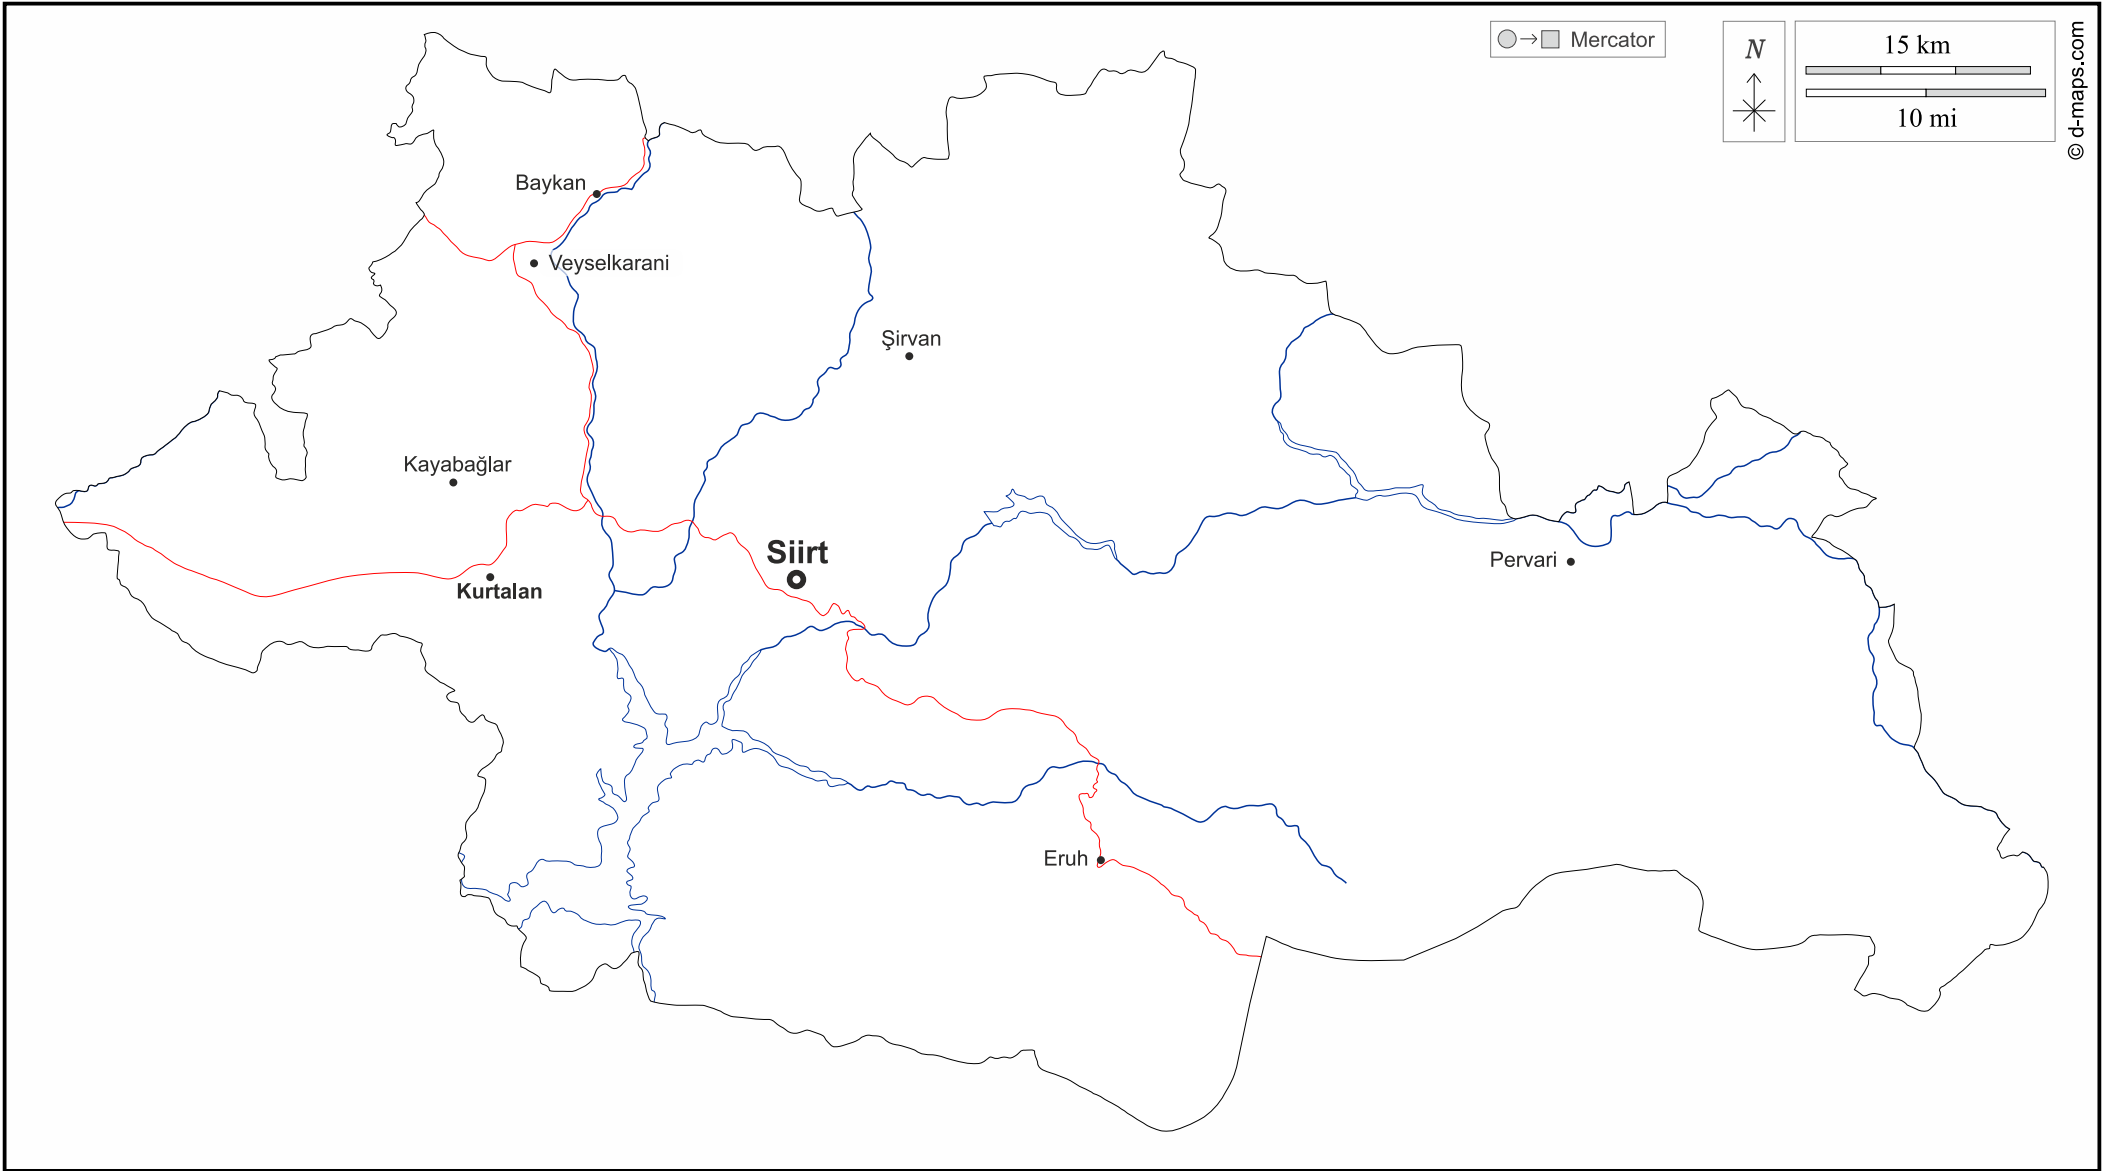 Mercator
N
15 km
10 mi
© d-maps.com
Baykan
Veyselkarani
Şirvan
Kayabağlar
Siirt
Pervari
Kurtalan
Eruh